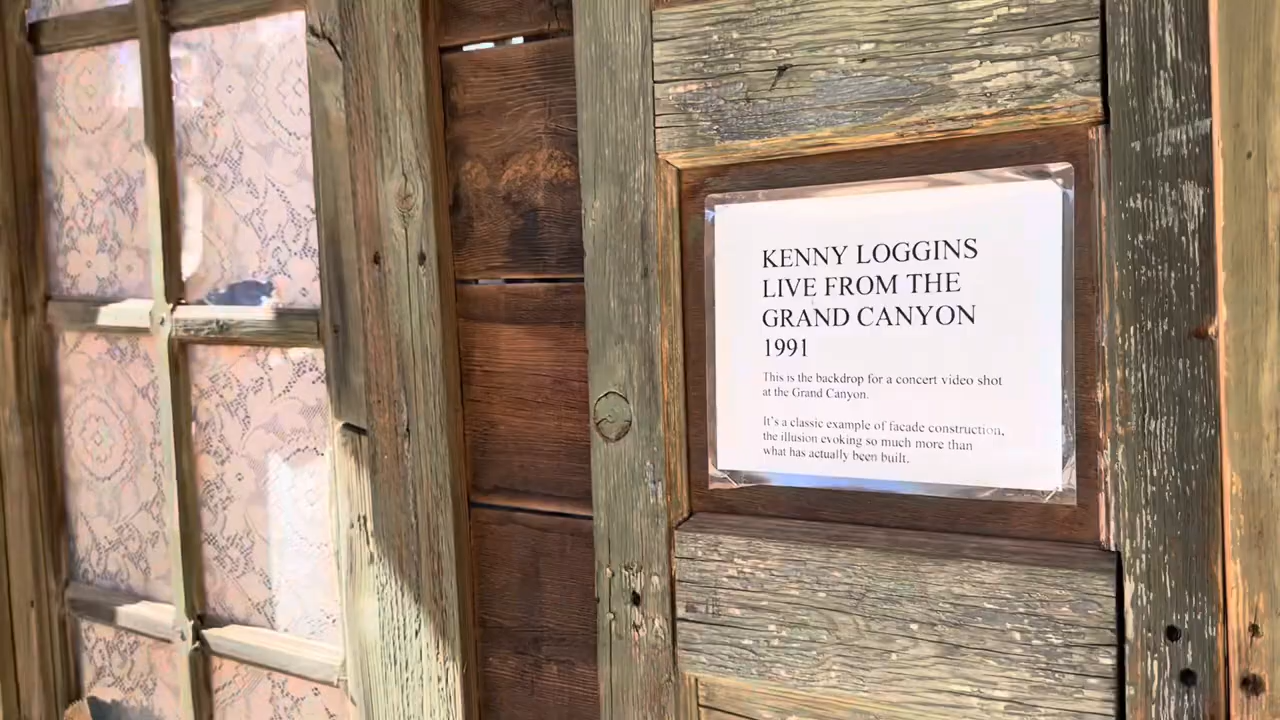 KENNY LOGGINS
LIVE FROM THE
GRAND CANYON
1991
This is the backdrop for a concert video shot
at the Grand Canyon.
It's a classic example of facade construction,
the illusion evoking so much more than
what has actually been built.